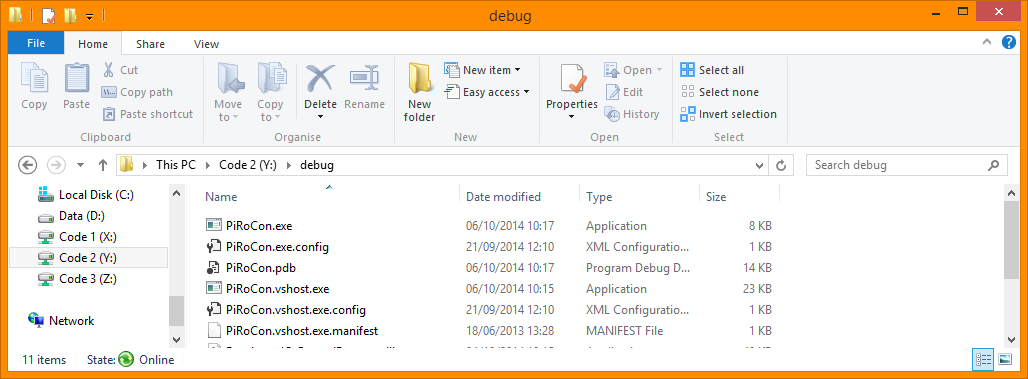 debug
File Home Share View
Copy Paste Cut Copy path Paste shortcut Move to Copy to Delete Rename New folder New item Easy access Properties Open Edit History Select all Select none Invert selection
Clipboard Organise New Open Select
This PC Code 2 (Y:) debug Search debug
Local Disk (C:)
Data (D:)
Code 1 (X:)
Code 2 (Y:)
Code 3 (Z:)
Network
Name Date modified Type Size
PiRoCon.exe 06/10/2014 10:17 Application 8 KB
PiRoCon.exe.config 21/09/2014 12:10 XML Configuratio... 1 KB
PiRoCon.pdb 06/10/2014 10:17 Program Debug D... 14 KB
PiRoCon.vshost.exe 06/10/2014 10:15 Application 23 KB
PiRoCon.vshost.exe.config 21/09/2014 12:10 XML Configuratio... 1 KB
PiRoCon.vshost.exe.manifest 18/06/2013 13:28 MANIFEST File 1 KB
11 items State: Online